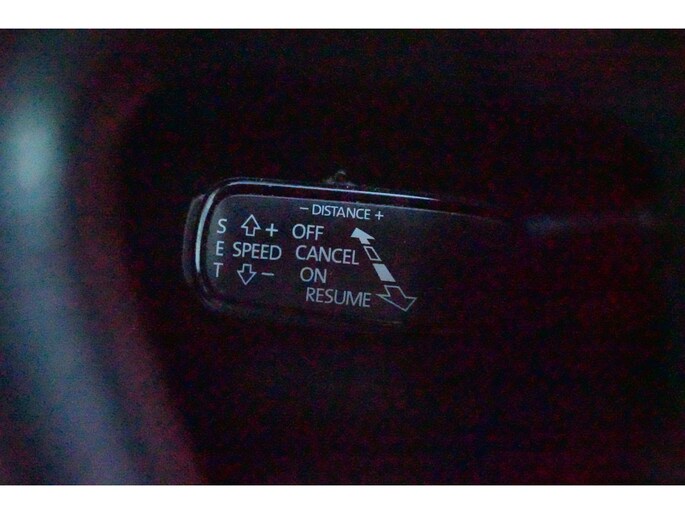 - DISTANCE +
S + OFF
E SPEED CANCEL
T - ON
RESUME